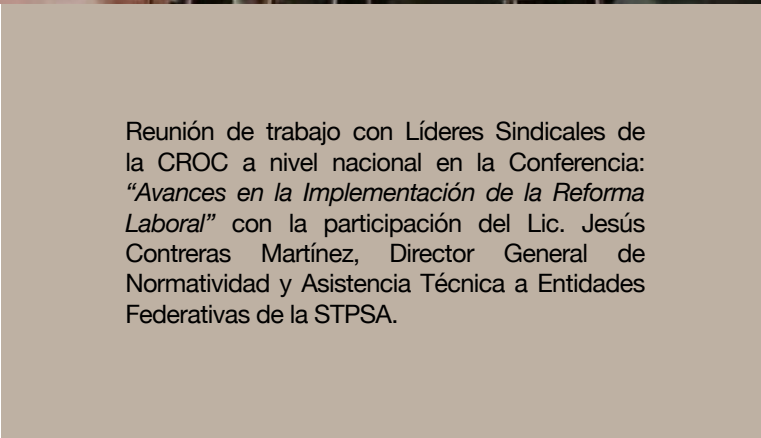 Reunión de trabajo con Líderes Sindicales de
la CROC a nivel nacional en la Conferencia:
“Avances en la Implementación de la Reforma
Laboral” con la participación del Lic. Jesús
Contreras Martínez, Director General de
Normatividad y Asistencia Técnica a Entidades
Federativas de la STPSA.